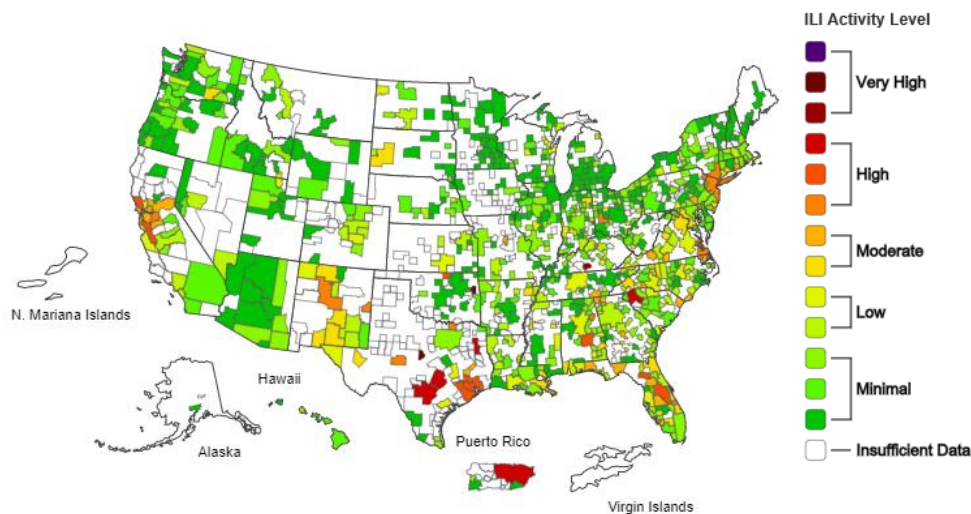 ILI Activity Level
Very High
High
Moderate
Low
Minimal
Insufficient Data
N. Mariana Islands
Hawaii
Alaska
Puerto Rico
Virgin Islands